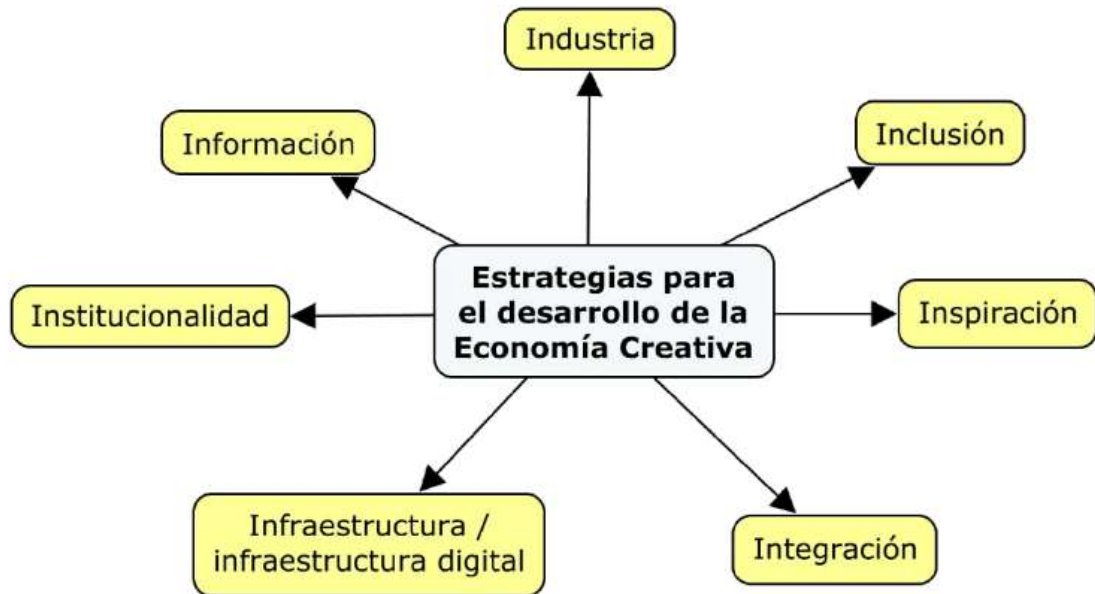 Industria
Información
Inclusión
Estrategias para
el desarrollo de la
Economía Creativa
Institucionalidad
Inspiración
Infraestructura /
infraestructura digital
Integración